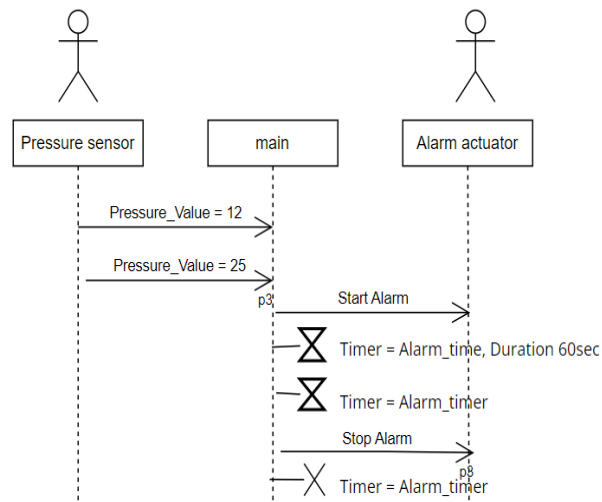 Pressure sensor
main
Alarm actuator
Pressure_Value = 12
Pressure_Value = 25
p3
Start Alarm
Timer = Alarm_time, Duration 60sec
Timer = Alarm_timer
Stop Alarm
p8
Timer = Alarm_timer